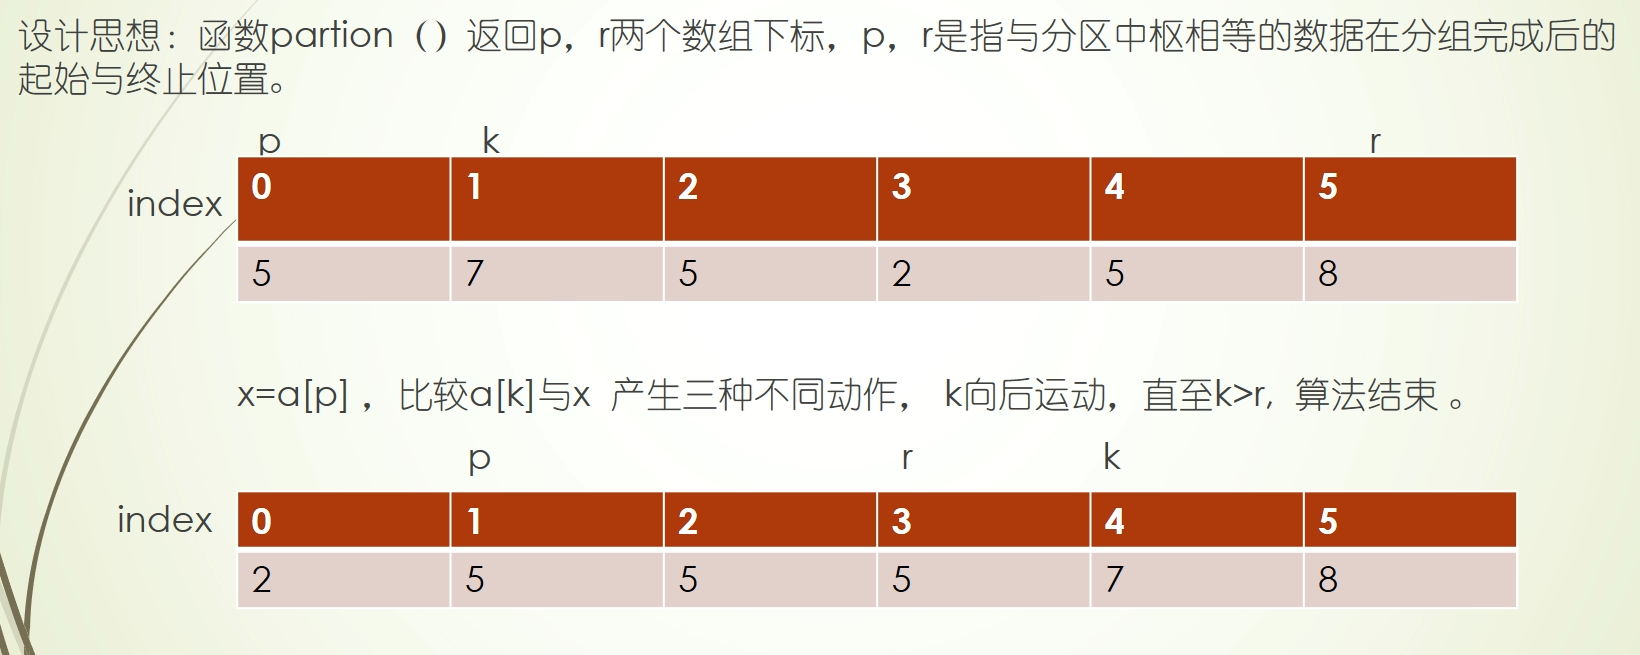 设计思想：函数partion（）返回p，r两个数组下标，p，r是指与分区中枢相等的数据在分组完成后的
起始与终止位置。
p k r
index 0 1 2 3 4 5
5 7 5 2 5 8
x=a[p] ，比较a[k]与x 产生三种不同动作， k向后运动，直至k>r, 算法结束 。
p r k
index 0 1 2 3 4 5
2 5 5 5 7 8